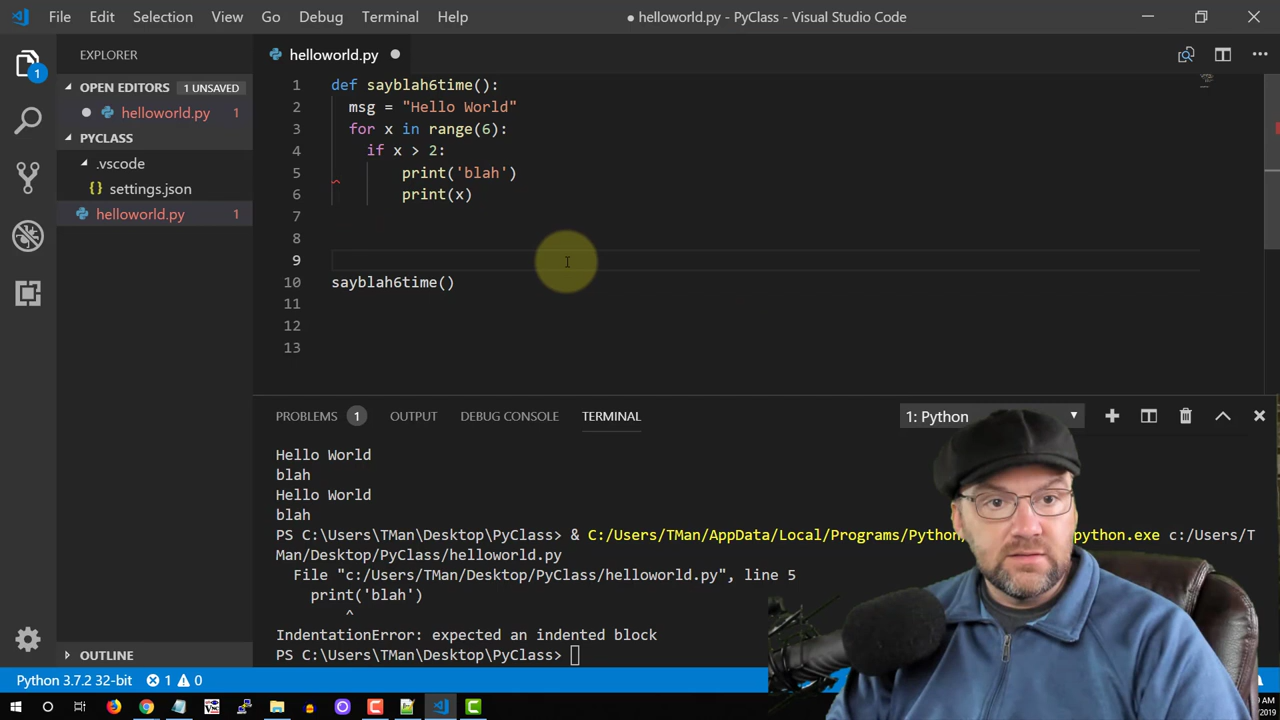 File Edit Selection View Go Debug Terminal Help
● helloworld.py - PyClass - Visual Studio Code
EXPLORER
OPEN EDITORS 1 UNSAVED
helloworld.py 1
PYCLASS
.vscode
{} settings.json
helloworld.py 1
OUTLINE
1
helloworld.py
1 def sayblah6time():
2 msg = "Hello World"
3 for x in range(6):
4 if x > 2:
5 print('blah')
6 print(x)
7
8
9
10 sayblah6time()
11
12
13
PROBLEMS 1 OUTPUT DEBUG CONSOLE TERMINAL
1: Python
Hello World
blah
Hello World
blah
PS C:\Users\TMan\Desktop\PyClass> & C:/Users/TMan/AppData/Local/Programs/Python/ python.exe c:/Users/T
Man/Desktop/PyClass/helloworld.py
File "c:/Users/TMan/Desktop/PyClass/helloworld.py", line 5
print('blah')
^
IndentationError: expected an indented block
PS C:\Users\TMan\Desktop\PyClass>
Python 3.7.2 32-bit 1 0